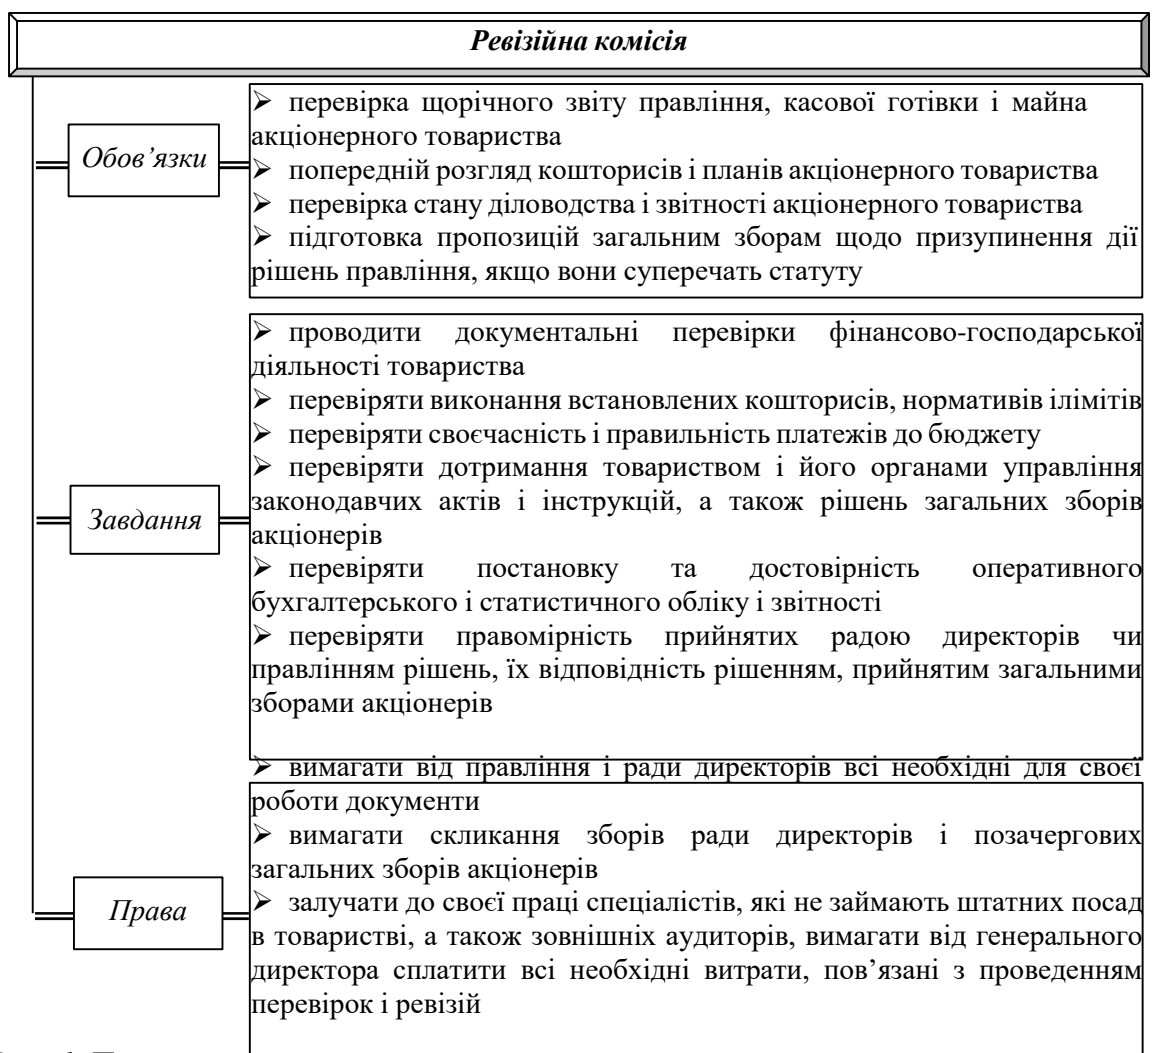 Ревізійна комісія
Обов’язки
➢ перевірка щорічного звіту правління, касової готівки і майна
акціонерного товариства
➢ попередній розгляд кошторисів і планів акціонерного товариства
➢ перевірка стану діловодства і звітності акціонерного товариства
➢ підготовка пропозицій загальним зборам щодо призупинення дії
рішень правління, якщо вони суперечать статуту
Завдання
➢ проводити документальні перевірки фінансово-господарської
діяльності товариства
➢ перевіряти виконання встановлених кошторисів, нормативів ілімітів
➢ перевіряти своєчасність і правильність платежів до бюджету
➢ перевіряти дотримання товариством і його органами управління
законодавчих актів і інструкцій, а також рішень загальних зборів
акціонерів
➢ перевіряти постановку та достовірність оперативного
бухгалтерського і статистичного обліку і звітності
➢ перевіряти правомірність прийнятих радою директорів чи
правлінням рішень, їх відповідність рішенням, прийнятим загальними
зборами акціонерів
Права
➢ вимагати від правління і ради директорів всі необхідні для своєї
роботи документи
➢ вимагати скликання зборів ради директорів і позачергових
загальних зборів акціонерів
➢ залучати до своєї праці спеціалістів, які не займають штатних посад
в товаристві, а також зовнішніх аудиторів, вимагати від генерального
директора сплатити всі необхідні витрати, пов’язані з проведенням
перевірок і ревізій